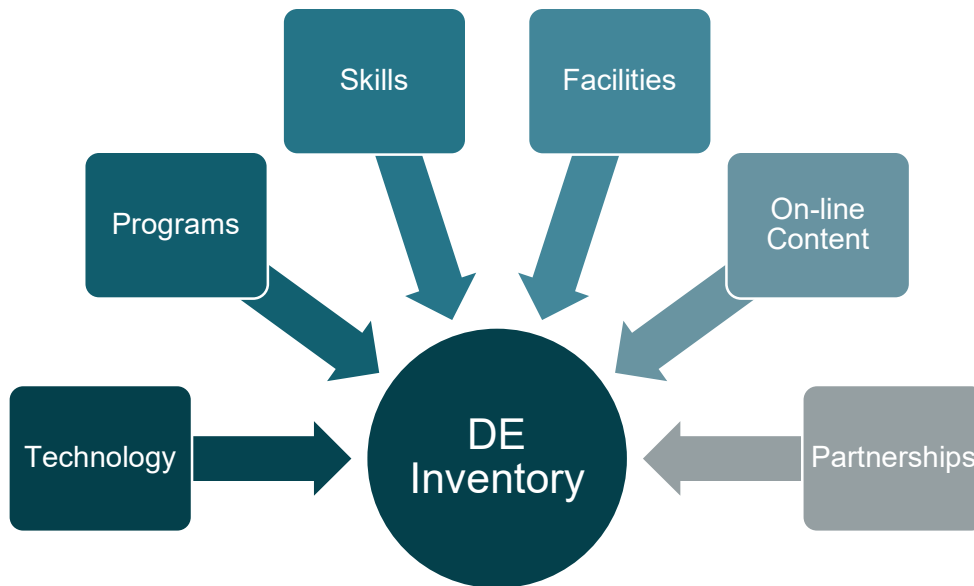 Skills
Facilities
Programs
On-line
Content
Technology
DE
Inventory
Partnerships